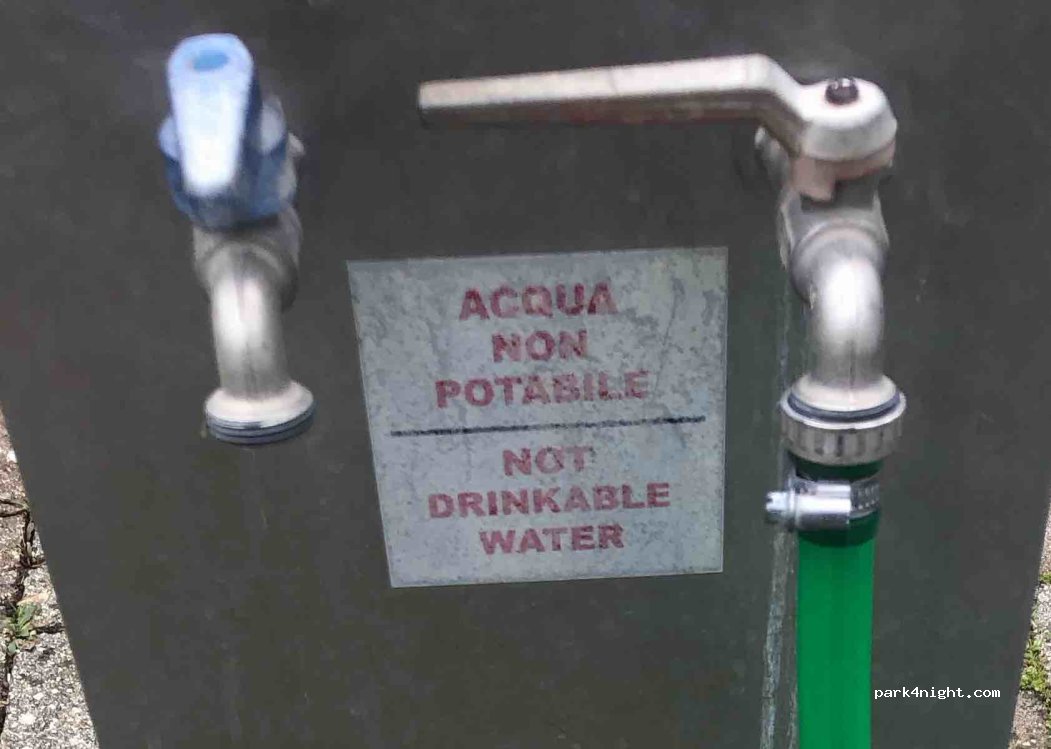 ACQUA
NON
POTABILE
NOT
DRINKABLE
WATER
park4night.com